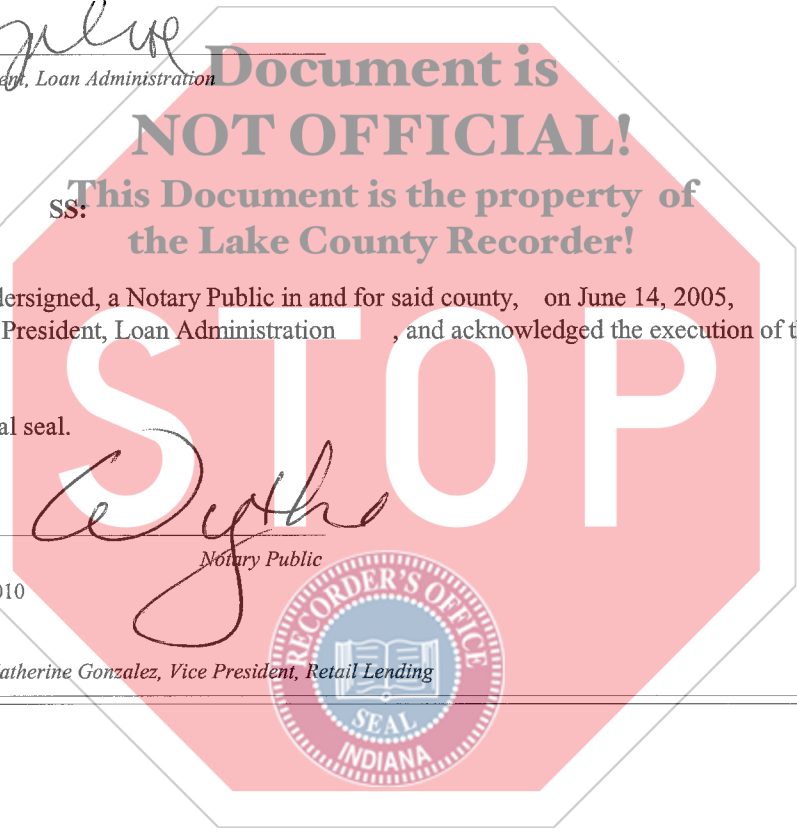 ent, Loan Administration
Document is
NOT OFFICIAL!
This Document is the property of
the Lake County Recorder!
SS:
dersigned, a Notary Public in and for said county, on June 14, 2005,
President, Loan Administration , and acknowledged the execution of t
STOP
al seal.
Notary Public
010
atherine Gonzalez, Vice President, Retail Lending
RECORDER'S OFFICE
SEAL
INDIANA